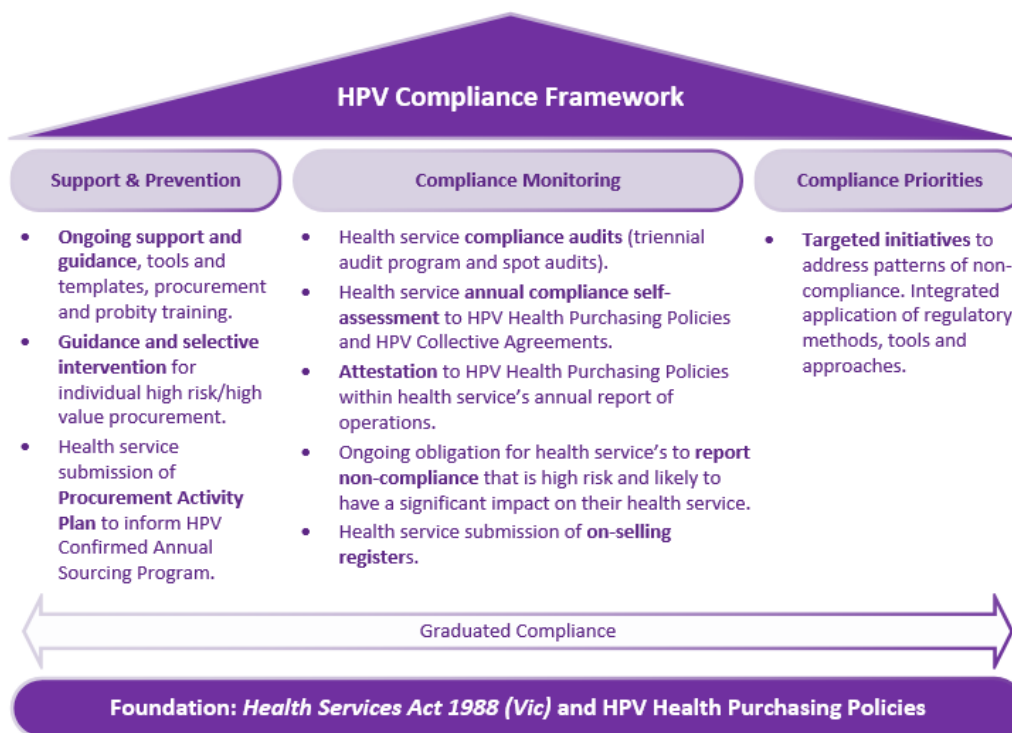 HPV Compliance Framework
Support & Prevention
• Ongoing support and
guidance, tools and
templates, procurement
and probity training.
• Guidance and selective
intervention for
individual high risk/high
value procurement.
• Health service
submission of
Procurement Activity
Plan to inform HPV
Confirmed Annual
Sourcing Program.
Compliance Monitoring
• Health service compliance audits (triennial
audit program and spot audits).
• Health service annual compliance self-
assessment to HPV Health Purchasing Policies
and HPV Collective Agreements.
• Attestation to HPV Health Purchasing Policies
within health service’s annual report of
operations.
• Ongoing obligation for health service’s to report
non-compliance that is high risk and likely to
have a significant impact on their health service.
• Health service submission of on-selling
registers.
Compliance Priorities
• Targeted initiatives to
address patterns of non-
compliance. Integrated
application of regulatory
methods, tools and
approaches.
Graduated Compliance
Foundation: Health Services Act 1988 (Vic) and HPV Health Purchasing Policies